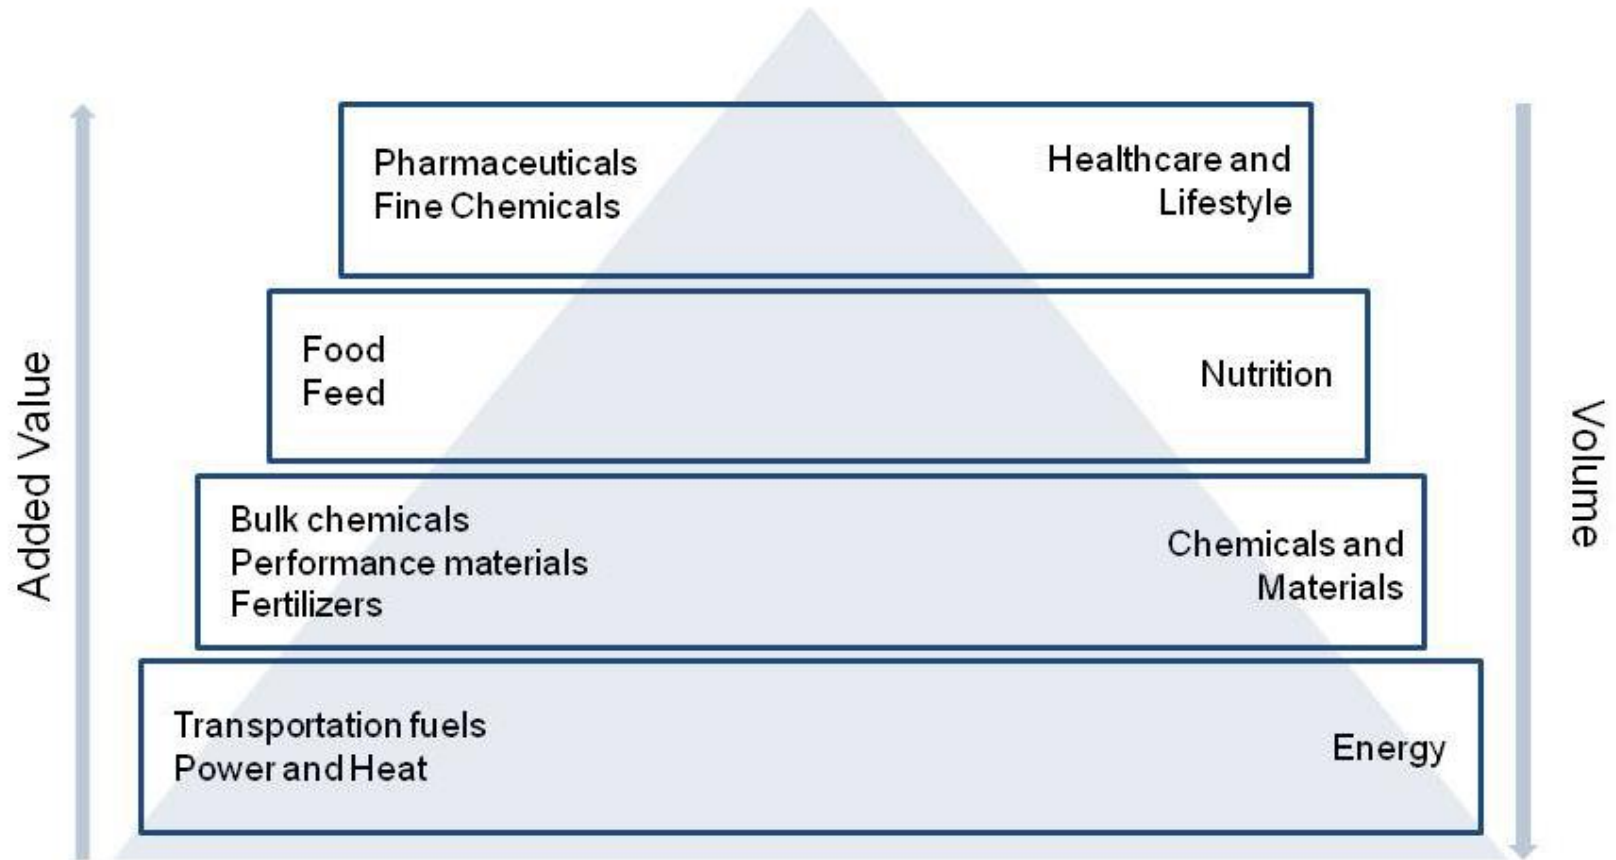 Pharmaceuticals
Fine Chemicals
Healthcare and
Lifestyle
Food
Feed
Nutrition
Added Value
Volume
Bulk chemicals
Performance materials
Fertilizers
Chemicals and
Materials
Transportation fuels
Power and Heat
Energy